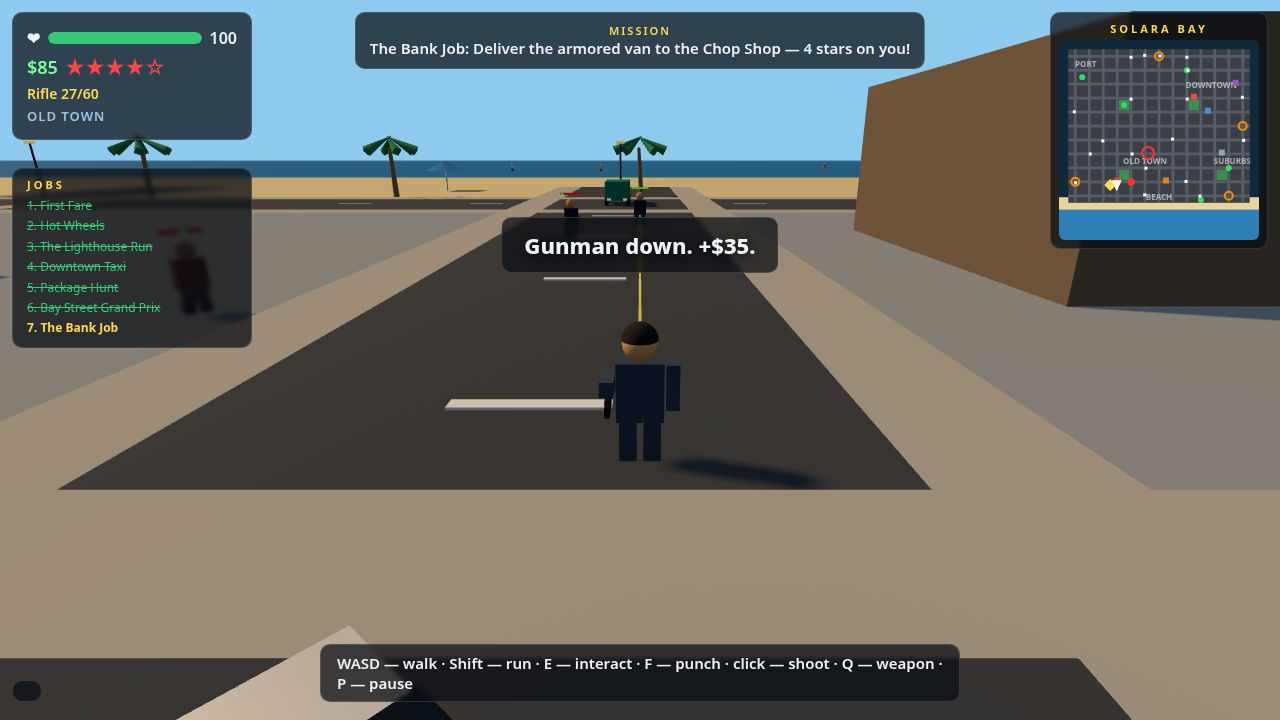 ❤ 100
$85 ★★★★☆
Rifle 27/60
OLD TOWN
MISSION
The Bank Job: Deliver the armored van to the Chop Shop — 4 stars on you!
SOLARA BAY
PORT
DOWNTOWN
OLD TOWN
SUBURBS
BEACH
JOBS
1. First Fare
2. Hot Wheels
3. The Lighthouse Run
4. Downtown Taxi
5. Package Hunt
6. Bay Street Grand Prix
7. The Bank Job
Gunman down. +$35.
WASD — walk · Shift — run · E — interact · F — punch · click — shoot · Q — weapon ·
P — pause